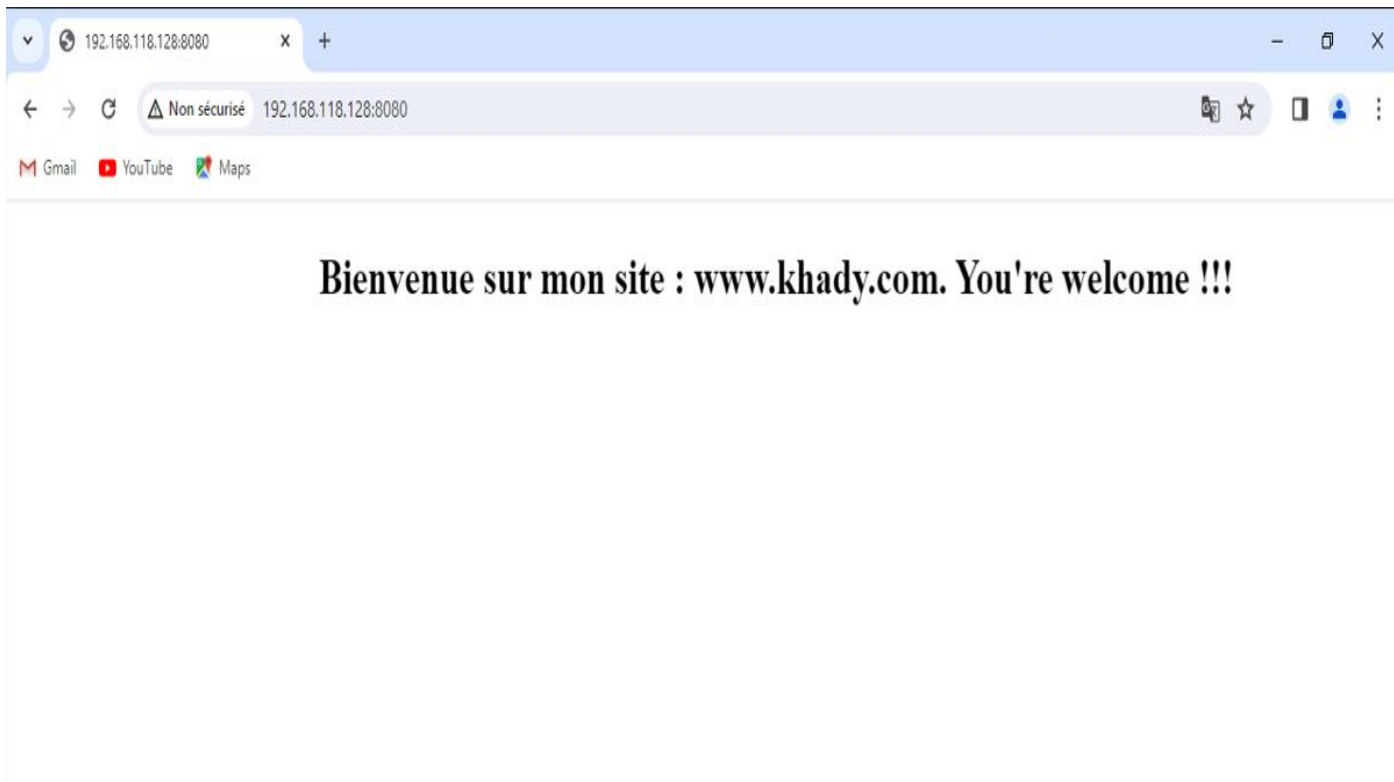 192.168.118.128:8080
Non sécurisé 192.168.118.128:8080
Gmail YouTube Maps
Bienvenue sur mon site : www.khady.com. You're welcome !!!